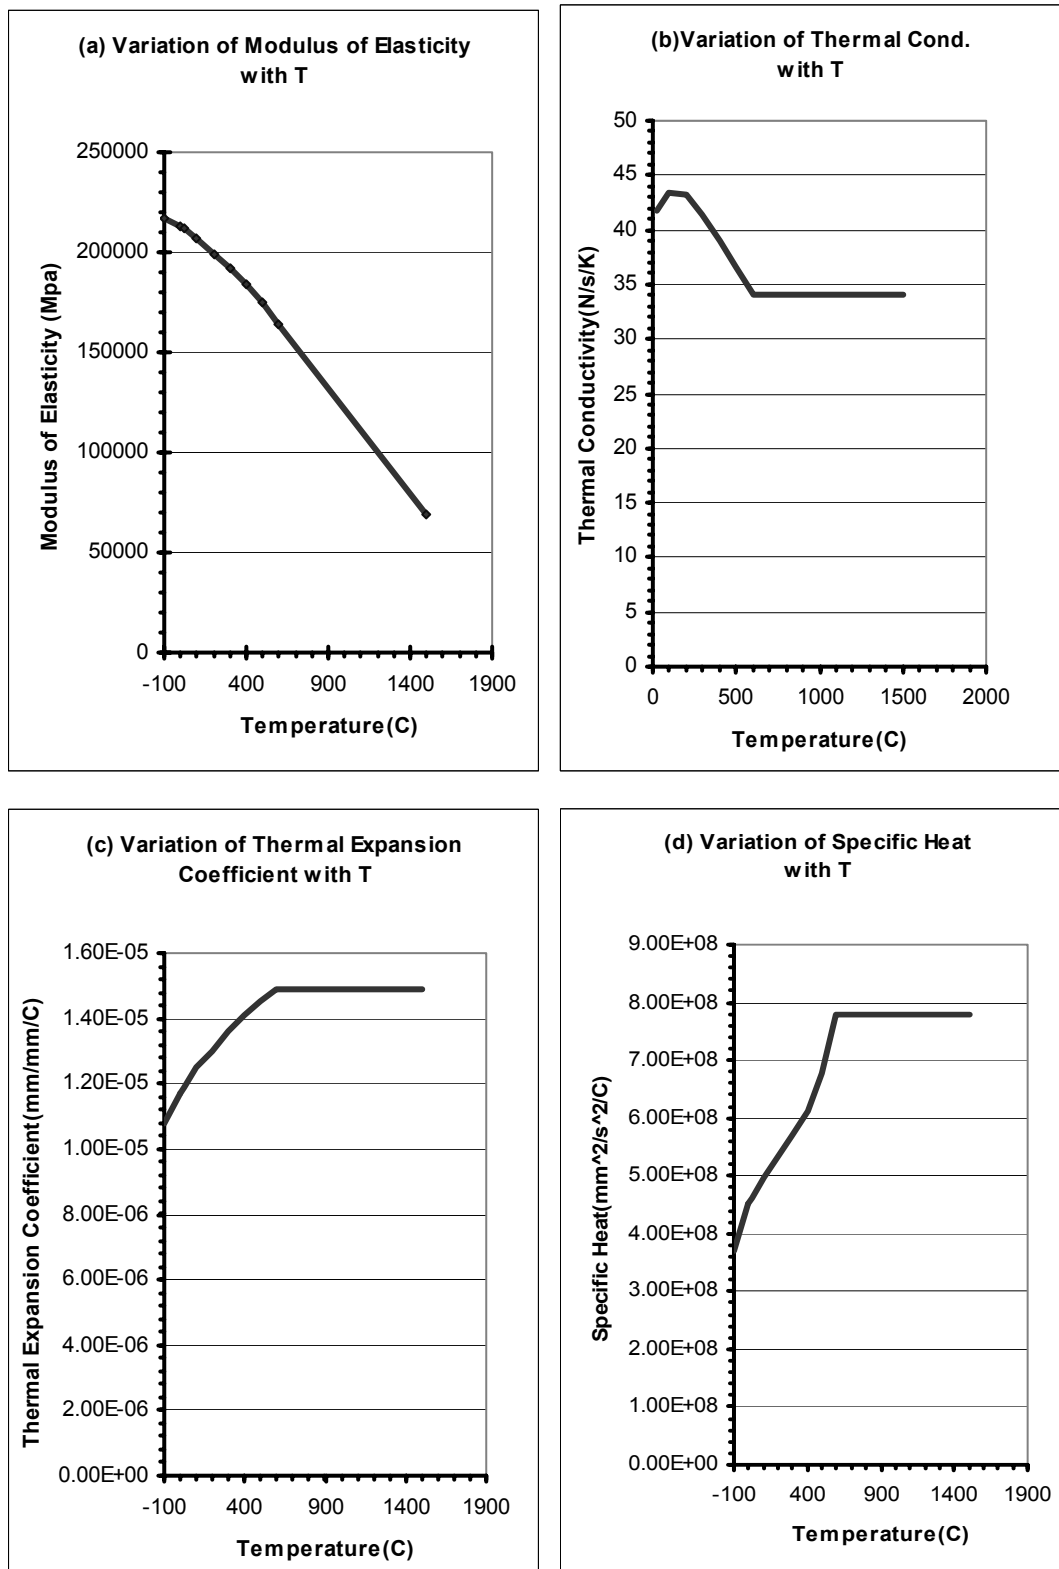 (a) Variation of Modulus of Elasticity
with T
250000
200000
150000
100000
50000
0
-100 400 900 1400 1900
Modulus of Elasticity (Mpa)
Temperature(C)
(b)Variation of Thermal Cond.
with T
50
45
40
35
30
25
20
15
10
5
0
0 500 1000 1500 2000
Thermal Conductivity(N/s/K)
Temperature(C)
(c) Variation of Thermal Expansion
Coefficient with T
1.60E-05
1.40E-05
1.20E-05
1.00E-05
8.00E-06
6.00E-06
4.00E-06
2.00E-06
0.00E+00
-100 400 900 1400 1900
Thermal Expansion Coefficient(mm/mm/C)
Temperature(C)
(d) Variation of Specific Heat
with T
9.00E+08
8.00E+08
7.00E+08
6.00E+08
5.00E+08
4.00E+08
3.00E+08
2.00E+08
1.00E+08
0.00E+00
-100 400 900 1400 1900
Specific Heat(mm^2/s^2/C)
Temperature(C)